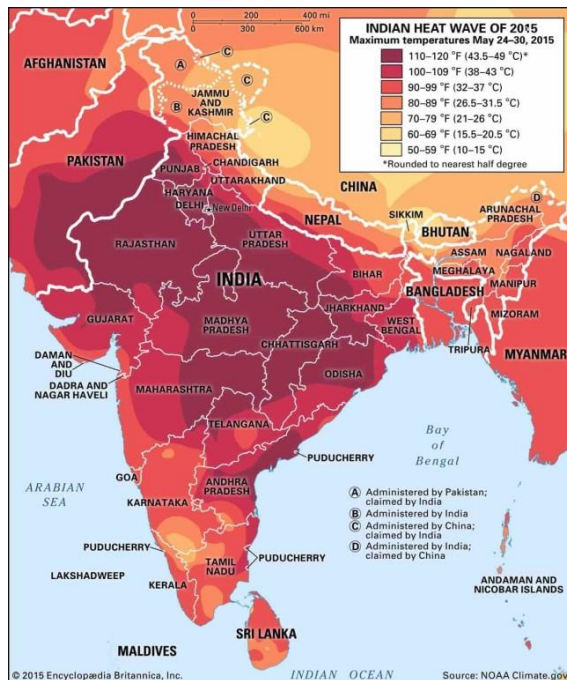 0 200 400 mi
0 300 600 km
INDIAN HEAT WAVE OF 2015
Maximum temperatures May 24–30, 2015
110–120 °F (43.5–49 °C)*
100–109 °F (38–43 °C)
90–99 °F (32–37 °C)
80–89 °F (26.5–31.5 °C)
70–79 °F (21–26 °C)
60–69 °F (15.5–20.5 °C)
50–59 °F (10–15 °C)
*Rounded to nearest half degree
AFGHANISTAN
A
C
C
B
JAMMU
AND
KASHMIR
C
HIMACHAL
PRADESH
PAKISTAN
PUNJAB
CHANDIGARH
UTTARAKHAND
CHINA
HARYANA
DELHI
New Delhi
NEPAL
SIKKIM
BHUTAN
ARUNACHAL
PRADESH
D
RAJASTHAN
UTTAR
PRADESH
ASSAM
NAGALAND
MEGHALAYA
INDIA
BIHAR
BANGLADESH
MANIPUR
GUJARAT
MADHYA
PRADESH
JHARKHAND
WEST
BENGAL
MIZORAM
CHHATTISGARH
TRIPURA
MYANMAR
DAMAN
AND
DIU
DADRA AND
NAGAR HAVELI
MAHARASHTRA
ODISHA
TELANGANA
Bay
of
Bengal
PUDUCHERRY
GOA
ANDHRA
PRADESH
ARABIAN
SEA
KARNATAKA
A Administered by Pakistan;
claimed by India
B Administered by India
C Administered by China;
claimed by India
D Administered by India;
claimed by China
PUDUCHERRY
PUDUCHERRY
TAMIL
NADU
LAKSHADWEEP
KERALA
ANDAMAN AND
NICOBAR ISLANDS
SRI LANKA
MALDIVES
© 2015 Encyclopædia Britannica, Inc.
INDIAN OCEAN
Source: NOAA Climate.gov